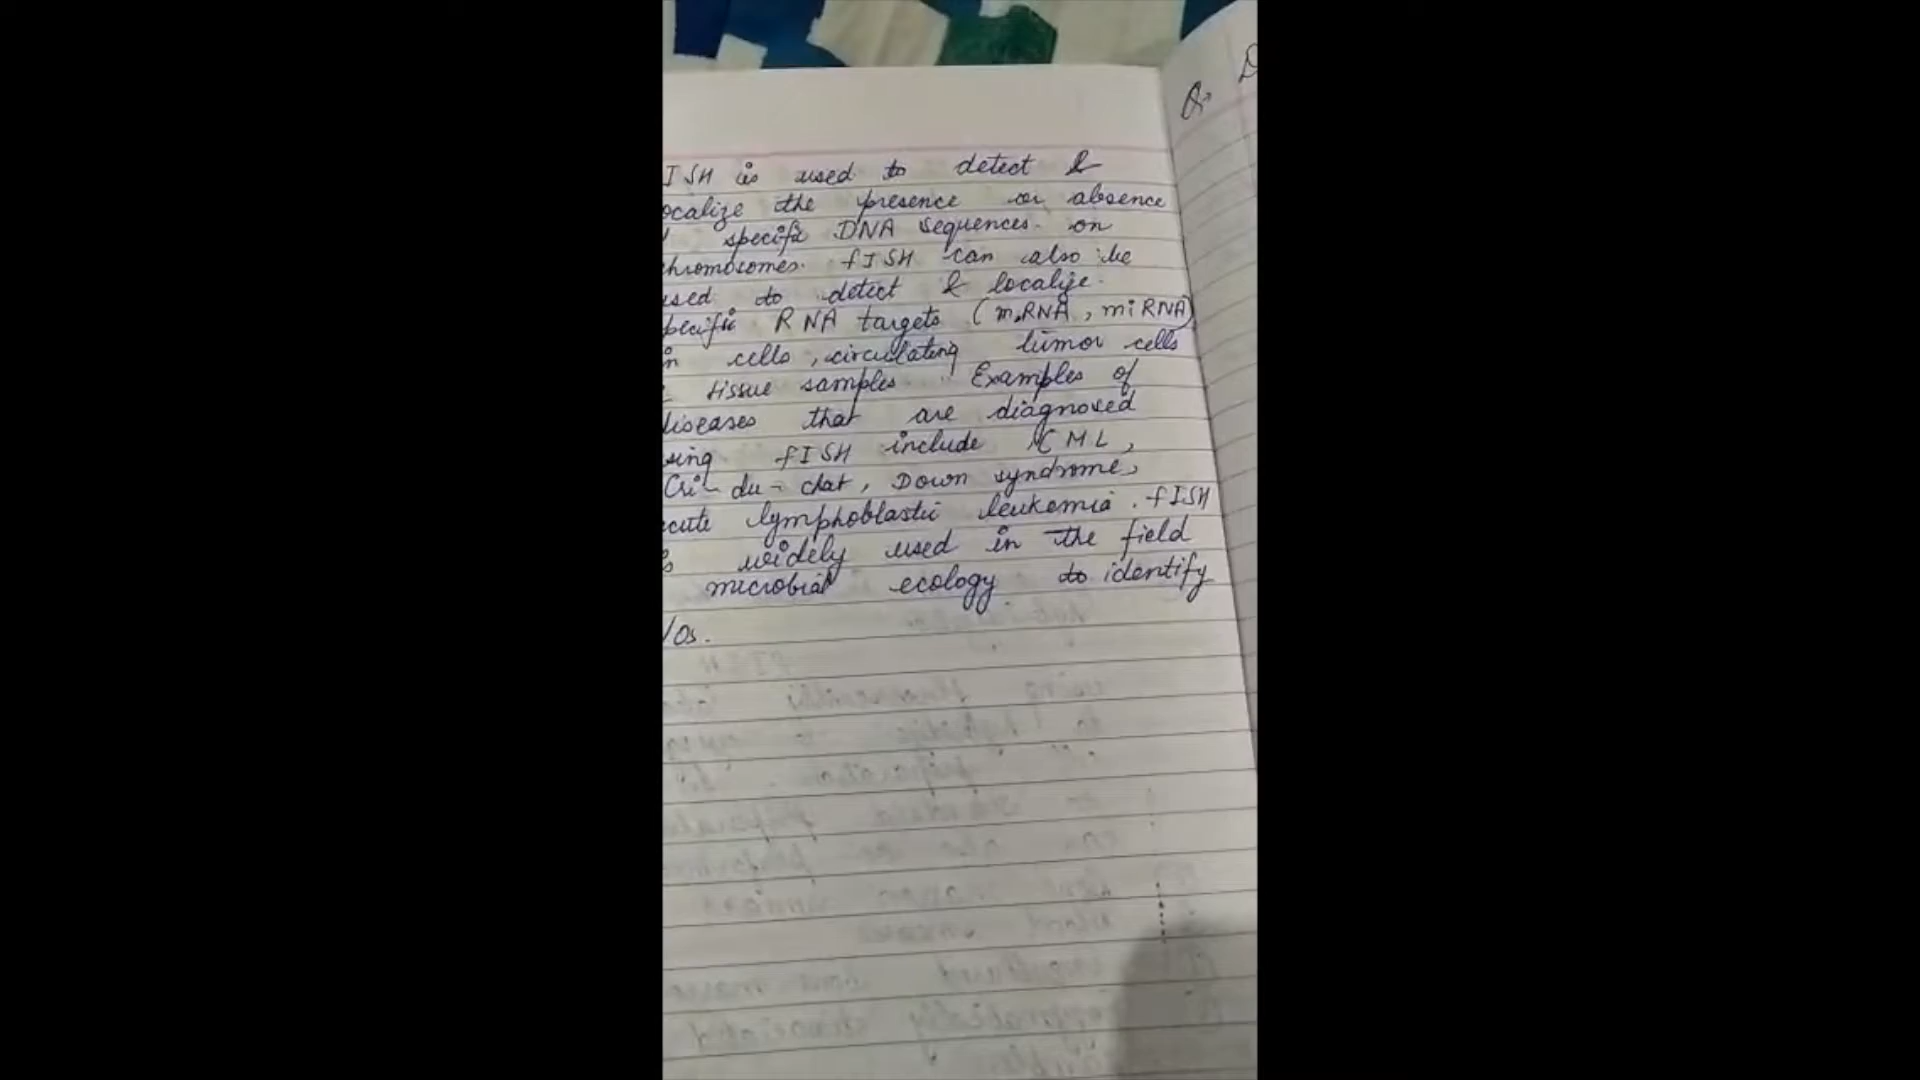 ISH is used to detect &
ocalize the presence or absence
specific DNA sequences. on
hromosomes. fISH can also be
used to detect & localize.
pecific RNA targets (mRNA, miRNA)
in cells, circulating tumor cells
& tissue samples. Examples of
diseases that are diagnosed
sing fISH include CML,
Cri-du-chat, Down syndrome,
cute lymphoblastic leukemia. fISH
s widely used in the field
microbial ecology to identify
/Os.
Q→